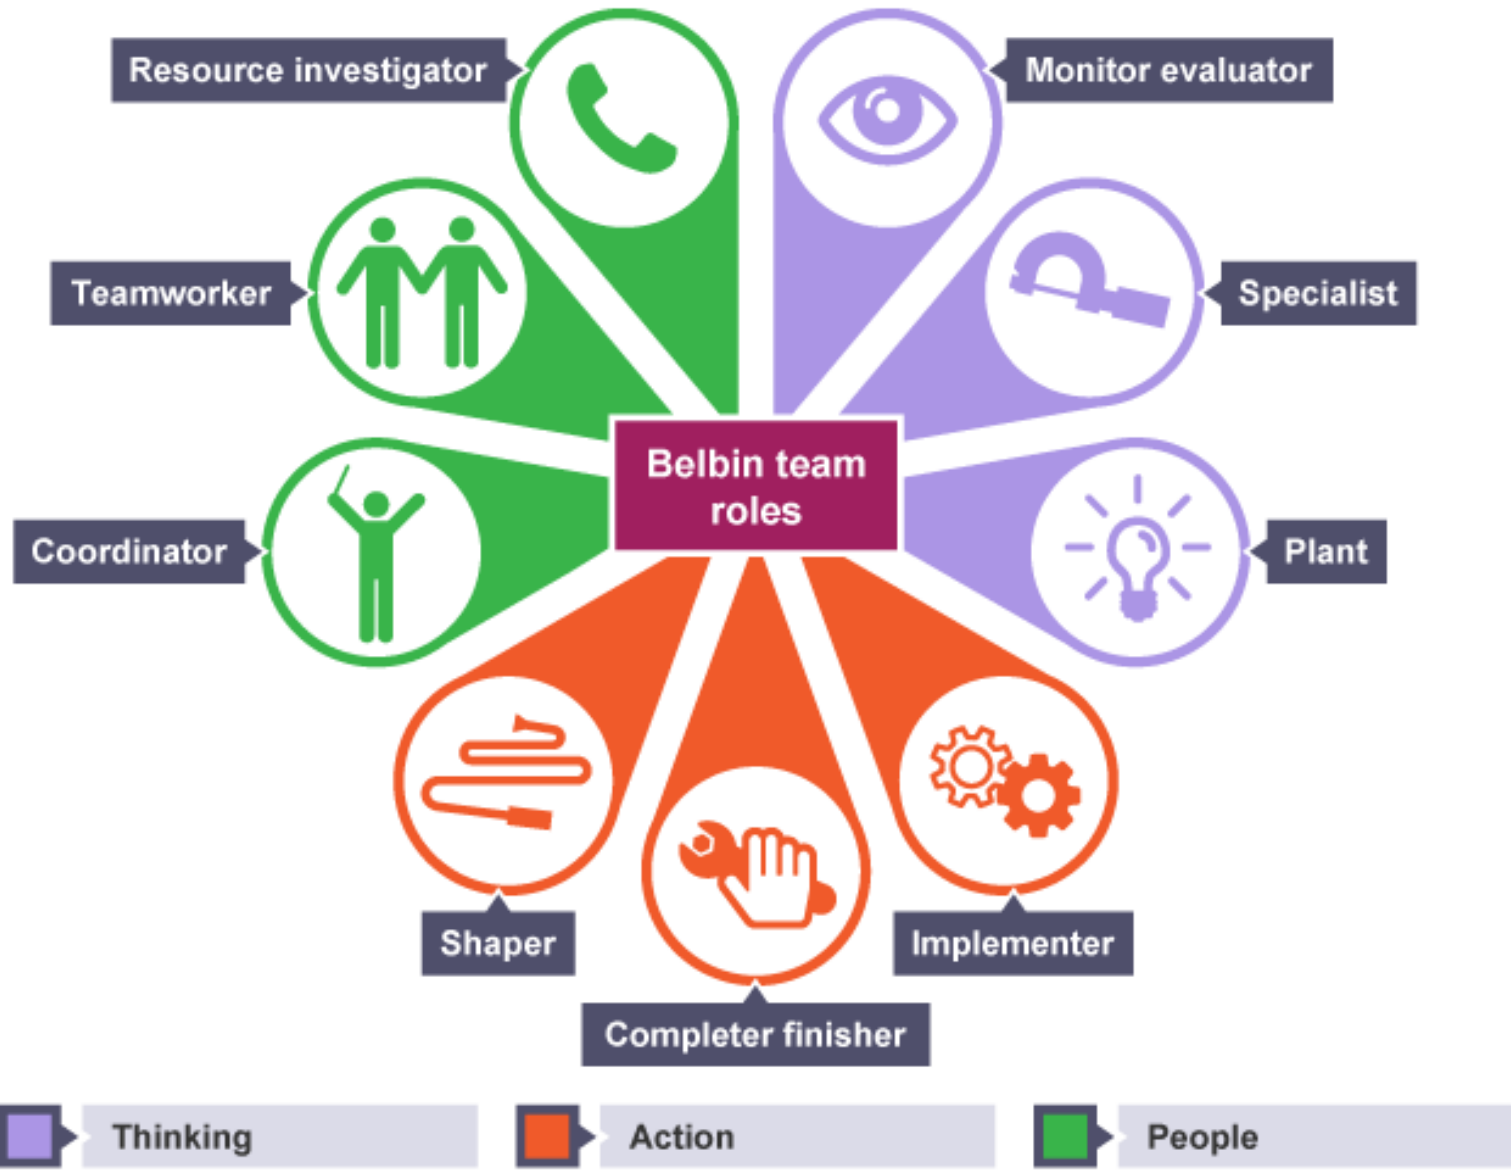 Resource investigator
Monitor evaluator
Teamworker
Specialist
Belbin team
roles
Coordinator
Plant
Shaper
Implementer
Completer finisher
Thinking
Action
People